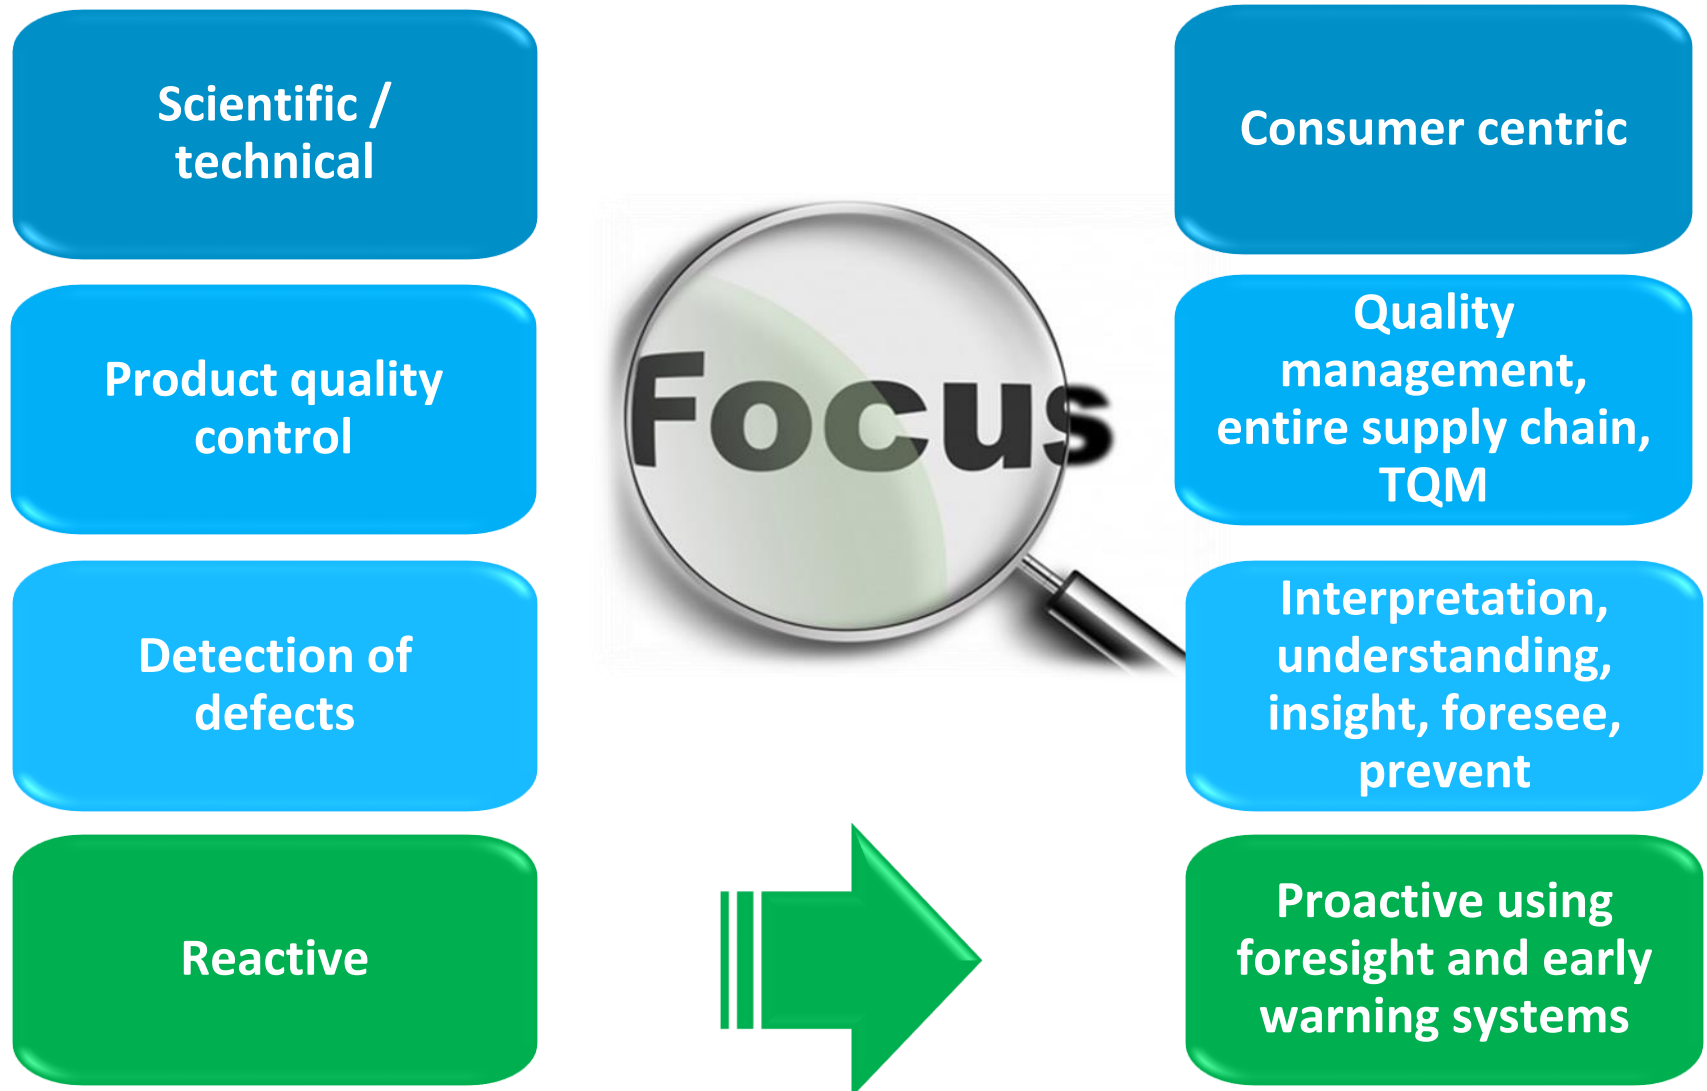 Scientific /
technical
Product quality
control
Detection of
defects
Reactive
Focus
Consumer centric
Quality
management,
entire supply chain,
TQM
Interpretation,
understanding,
insight, foresee,
prevent
Proactive using
foresight and early
warning systems